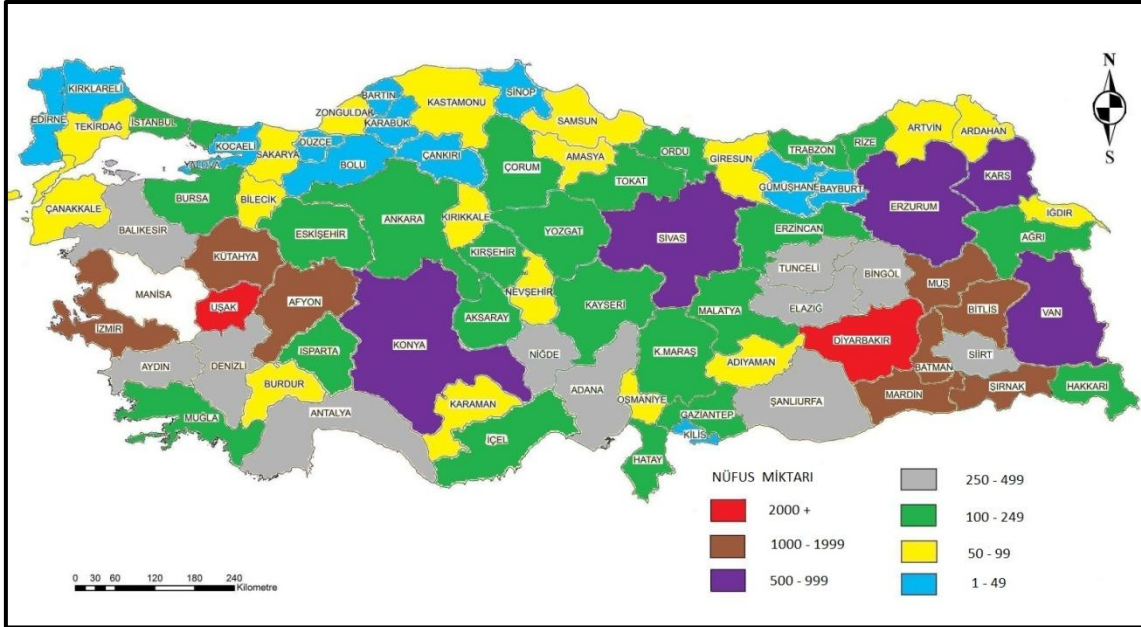 N
S
KIRKLARELİ
EDİRNE
TEKİRDAĞ
İSTANBUL
KOCAELİ
YALOVA
SAKARYA
DÜZCE
BOLU
ZONGULDAK
BARTIN
KARABÜK
KASTAMONU
ÇANKIRI
SİNOP
SAMSUN
AMASYA
ÇORUM
TOKAT
ORDU
GİRESUN
TRABZON
RİZE
ARTVİN
ARDAHAN
GÜMÜŞHANE
BAYBURT
ERZURUM
KARS
IĞDIR
AĞRI
ÇANAKKALE
BALIKEŞİR
BURSA
BİLECİK
ESKİŞEHİR
ANKARA
KIRIKKALE
KIRŞEHİR
YOZGAT
SİVAS
ERZİNCAN
TUNCELİ
BİNGÖL
MUŞ
BİTLİS
VAN
KÜTAHYA
MANİSA
UŞAK
AFYON
İZMİR
AYDIN
DENİZLİ
ISPARTA
BURDUR
MUĞLA
ANTALYA
KONYA
AKSARAY
NEVŞEHİR
NİĞDE
KAYSERİ
MALATYA
ELAZIĞ
DİYARBAKIR
BATMAN
SİİRT
MARDİN
ŞIRNAK
HAKKARİ
KARAMAN
İÇEL
ADANA
OSMANİYE
K.MARAŞ
ADIYAMAN
GAZİANTEP
KİLİS
HATAY
ŞANLIURFA
NÜFUS MİKTARI
2000 +
1000 - 1999
500 - 999
250 - 499
100 - 249
50 - 99
1 - 49
0 30 60 120 180 240
Kilometre